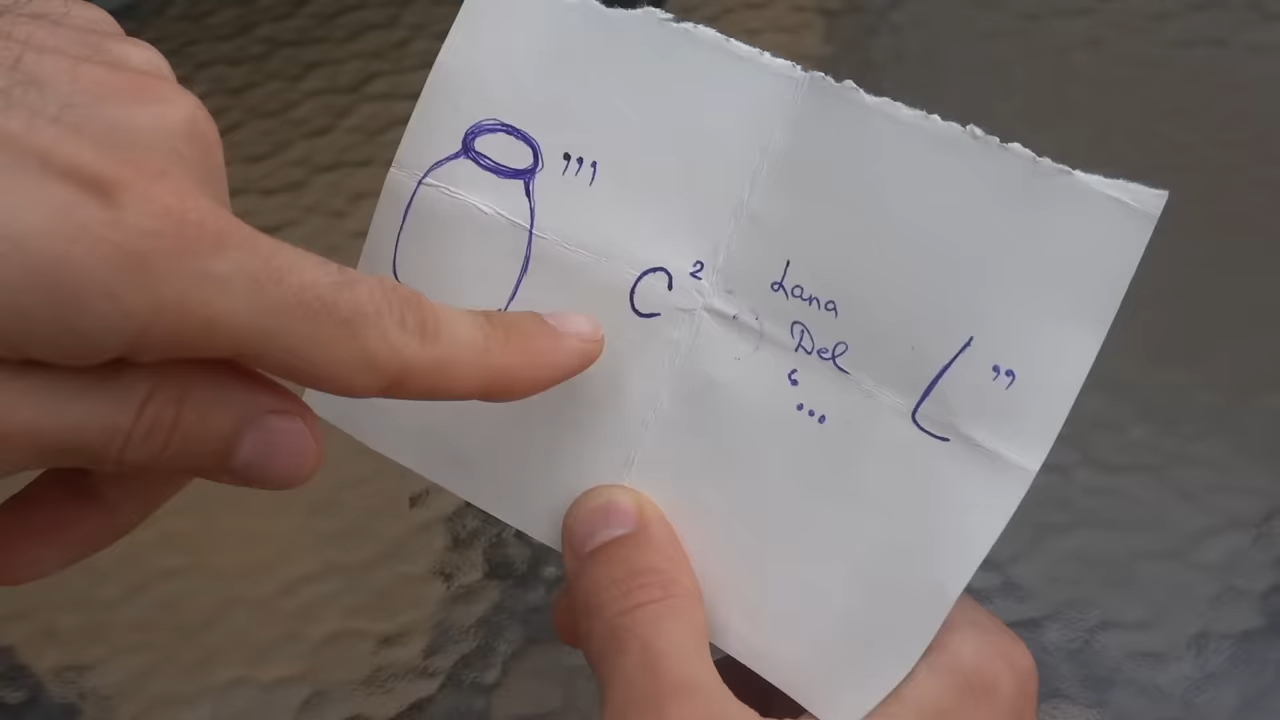 ,,,
C²
Lana
Del
‘
...
L
,,